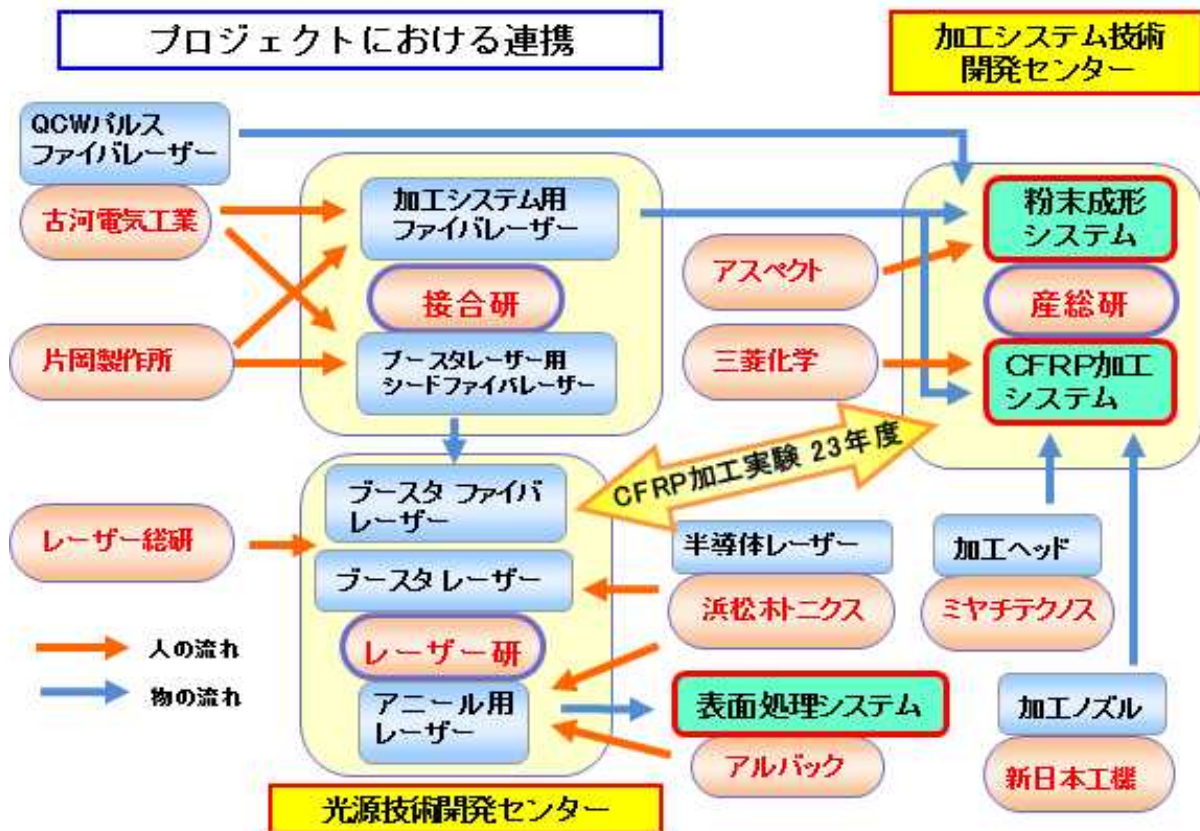 プロジェクトにおける連携
加工システム技術
開発センター
QCWパルス
ファイバレーザー
古河電気工業
片岡製作所
加工システム用
ファイバレーザー
接合研
ブースタレーザー用
シードファイバレーザー
アスペクト
三菱化学
粉末成形
システム
産総研
CFRP加工
システム
CFRP加工実験 23年度
レーザー総研
ブースタ ファイバ
レーザー
ブースタ レーザー
レーザー研
アニール用
レーザー
半導体レーザー
浜松ホトニクス
加工ヘッド
ミヤチテクノス
人の流れ
物の流れ
表面処理システム
アルバック
加工ノズル
新日本工機
光源技術開発センター